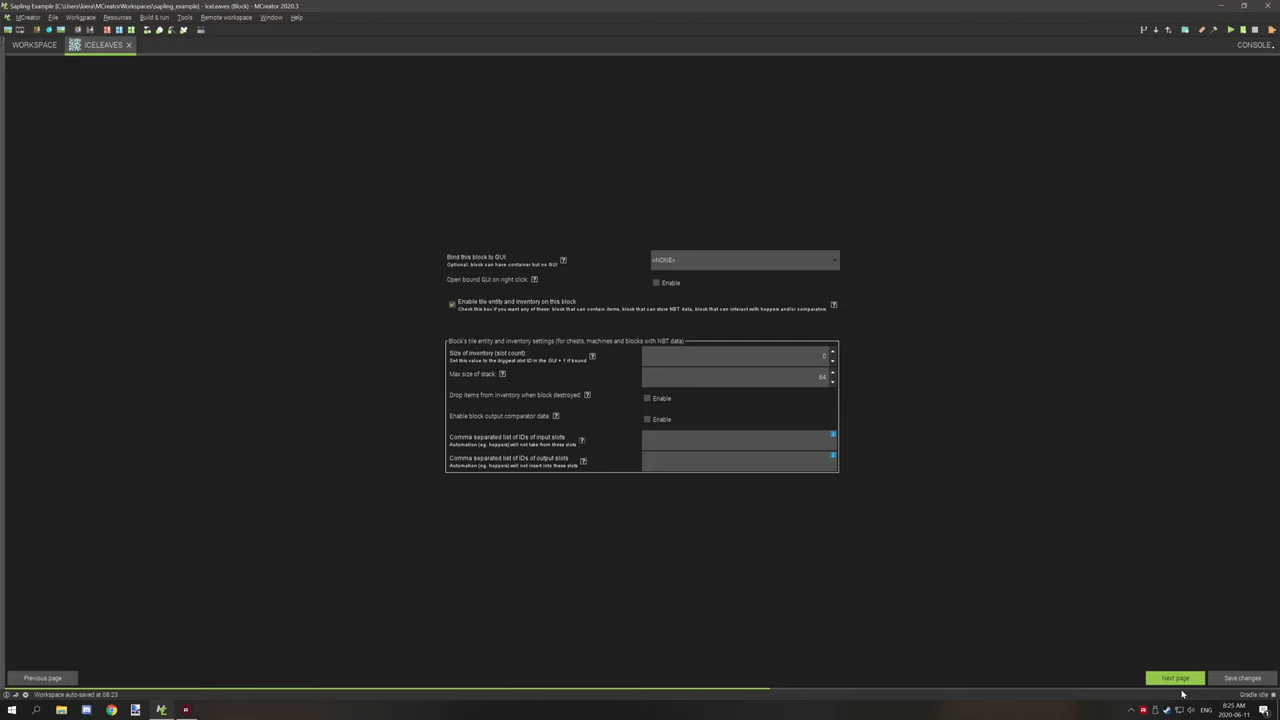 Sapling Example [C:\Users\kiera\MCreatorWorkspaces\sapling_example] - IceLeaves (Block) - MCreator 2020.3
MCreator File Workspace Resources Build & run Tools Remote workspace Window Help
WORKSPACE ICELEAVES CONSOLE
Bind this block to GUI:
Optional: block can have container but no GUI
<NONE>
Open bound GUI on right click: Enable
Enable tile entity and inventory on this block
Check this box if you want any of these: block that can contain items, block that can store NBT data, block that can interact with hoppers and/or comparators
Block's tile entity and inventory settings (for chests, machines and blocks with NBT data)
Size of inventory (slot count):
Set this value to the biggest slot ID in the GUI + 1 if bound
0
Max size of stack: 64
Drop items from inventory when block destroyed: Enable
Enable block output comparator data: Enable
Comma separated list of IDs of input slots
Automation (eg. hoppers) will not take from these slots
Comma separated list of IDs of output slots
Automation (eg. hoppers) will not insert into these slots
Previous page Next page Save changes
Workspace auto-saved at 08:23 Gradle idle
ENG 8:25 AM
2020-06-11